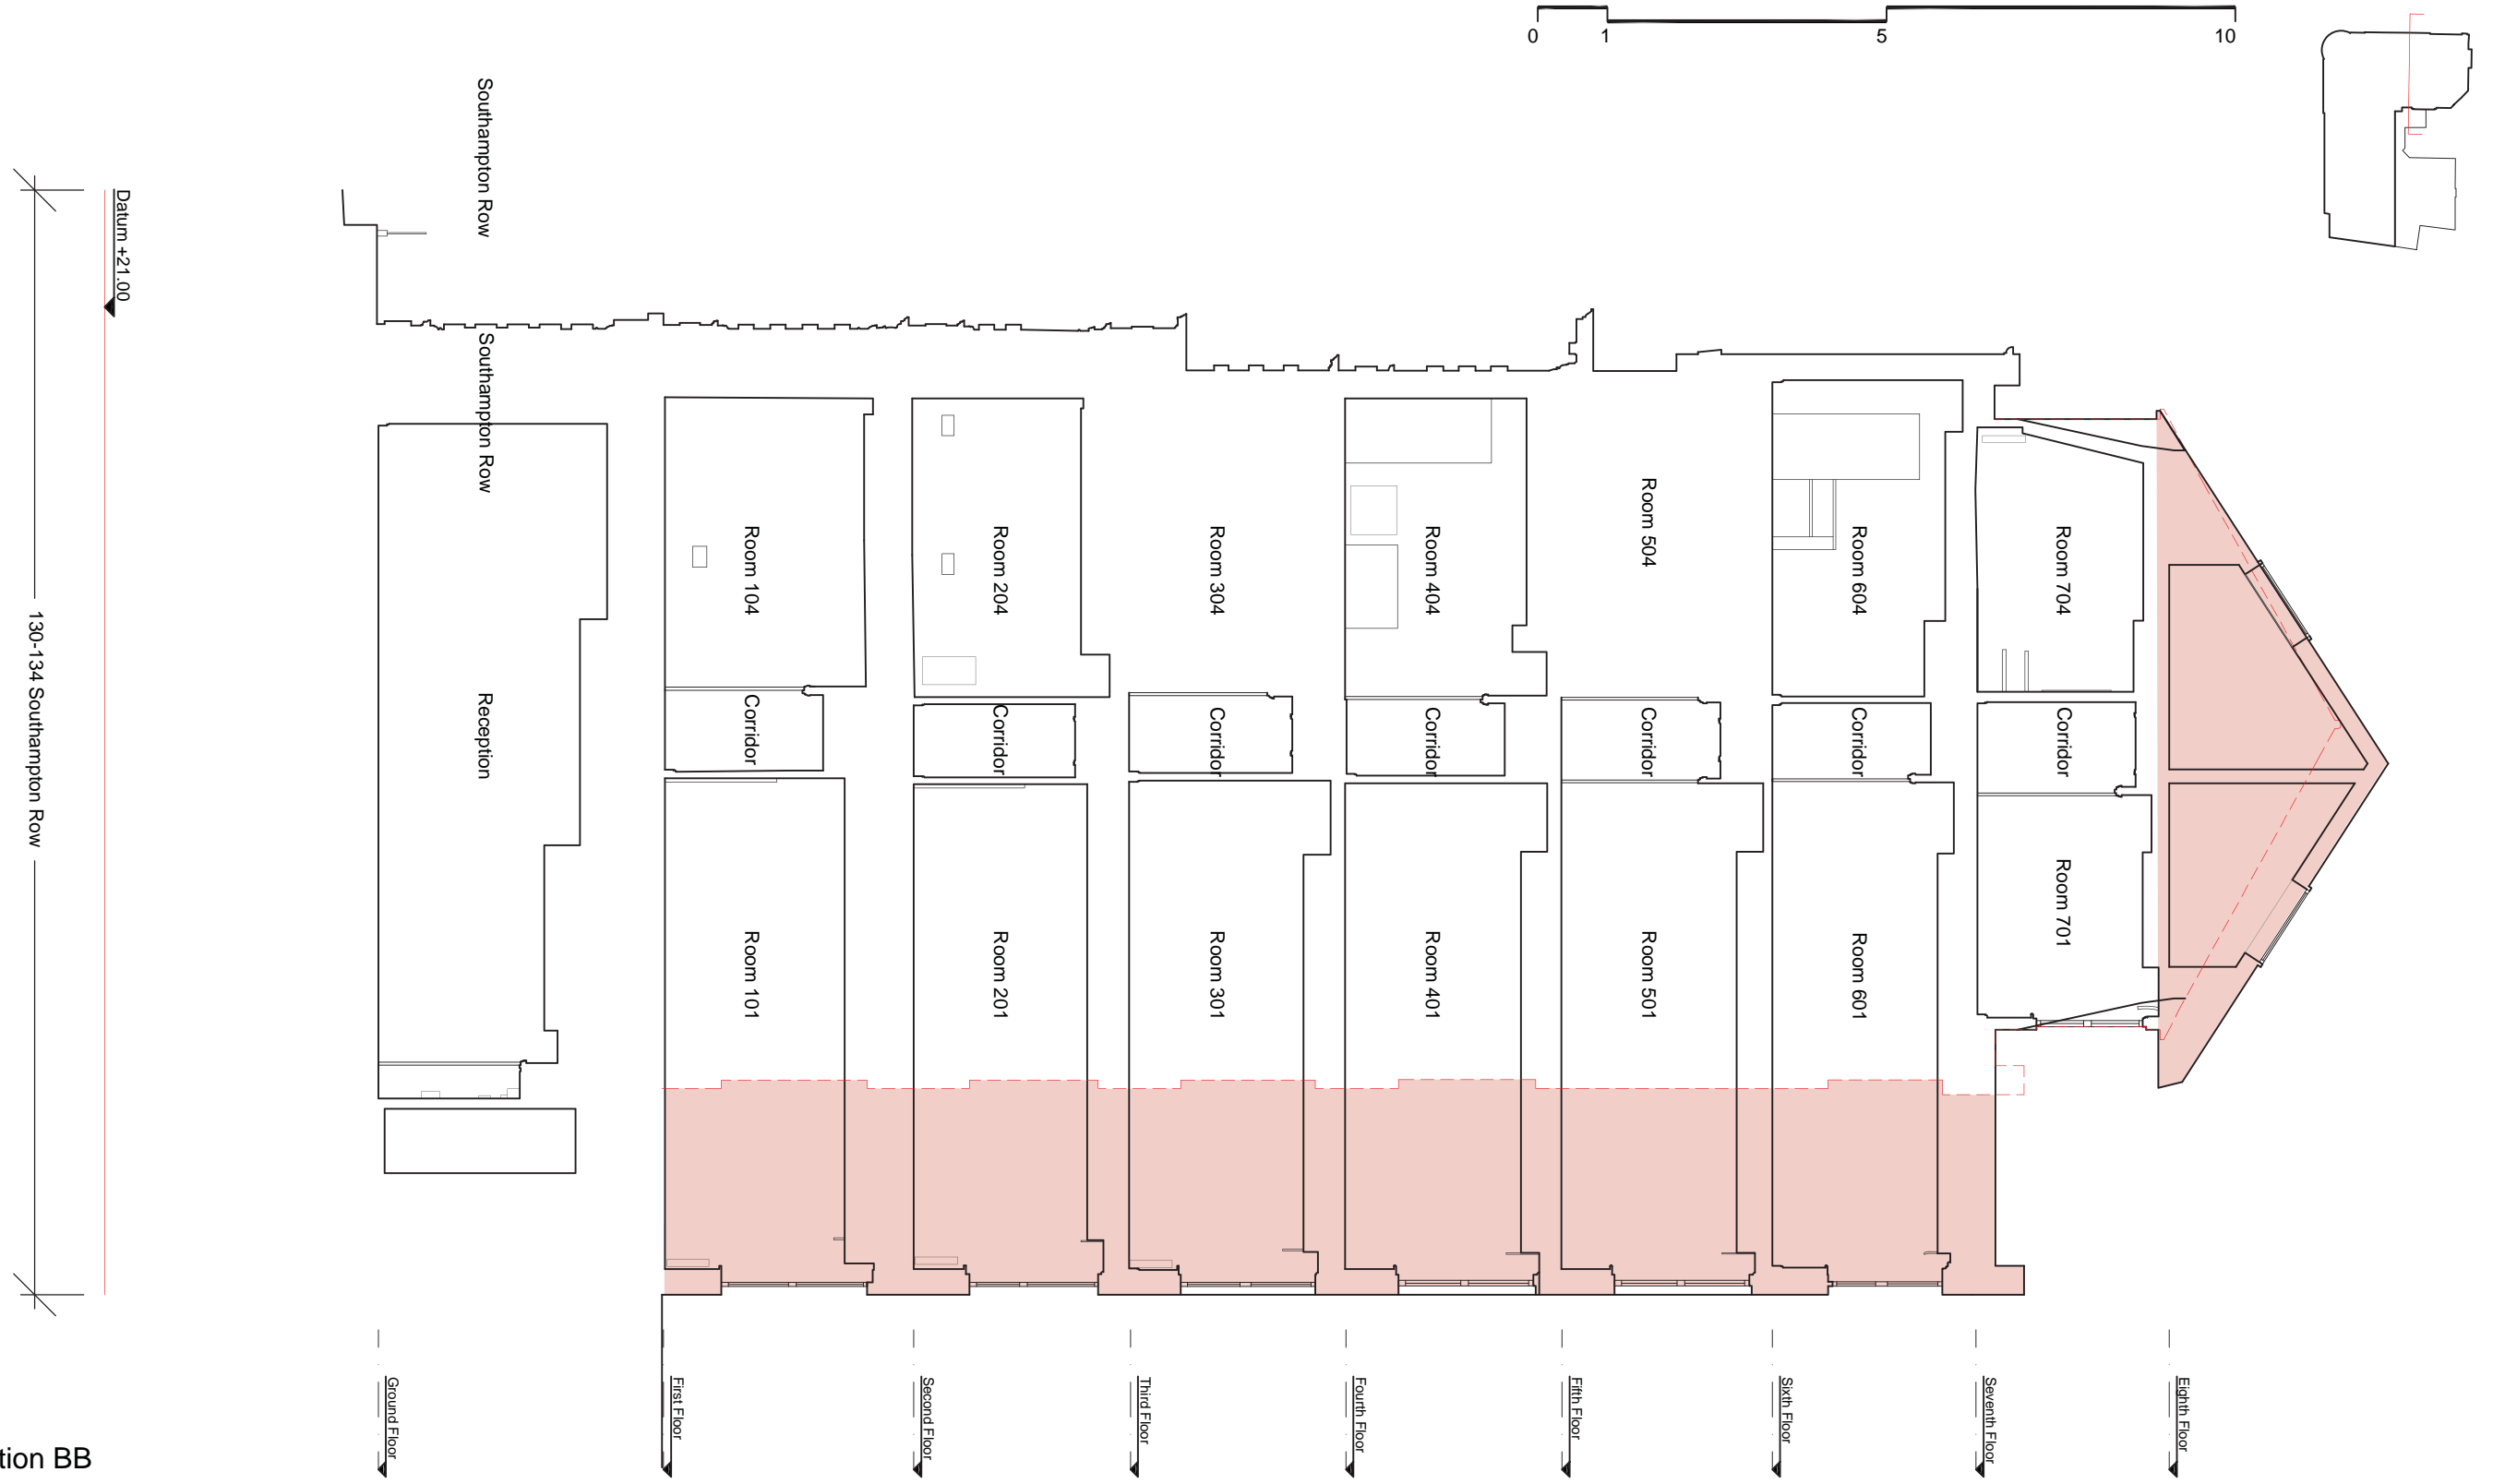 0 1 5 10
Southampton Row
Datum +21.00
Southampton Row
130-134 Southampton Row
Reception
Room 104
Corridor
Room 101
Room 204
Corridor
Room 201
Room 304
Corridor
Room 301
Room 404
Corridor
Room 401
Room 504
Corridor
Room 501
Room 604
Corridor
Room 601
Room 704
Corridor
Room 701
Ground Floor
First Floor
Second Floor
Third Floor
Fourth Floor
Fifth Floor
Sixth Floor
Seventh Floor
Eighth Floor
tion BB